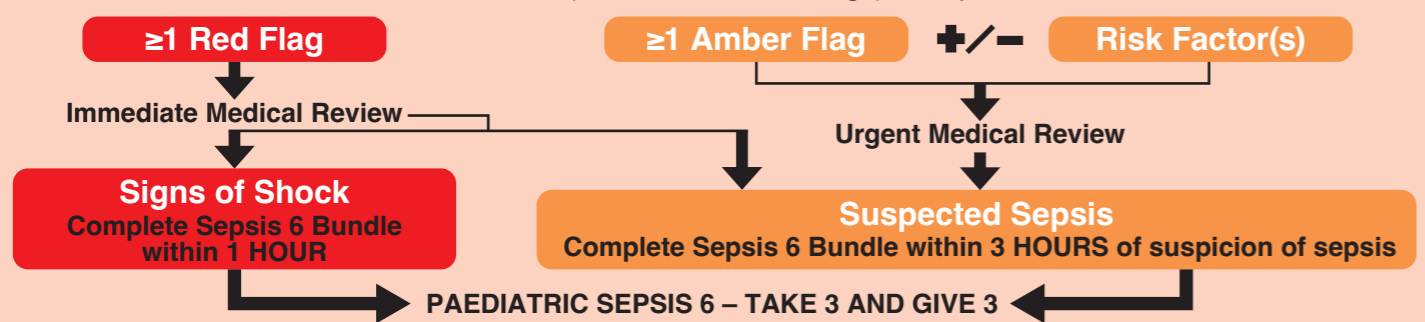 ≥1 Red Flag
≥1 Amber Flag +/− Risk Factor(s)
Immediate Medical Review
Urgent Medical Review
Signs of Shock
Complete Sepsis 6 Bundle
within 1 HOUR
Suspected Sepsis
Complete Sepsis 6 Bundle within 3 HOURS of suspicion of sepsis
PAEDIATRIC SEPSIS 6 – TAKE 3 AND GIVE 3